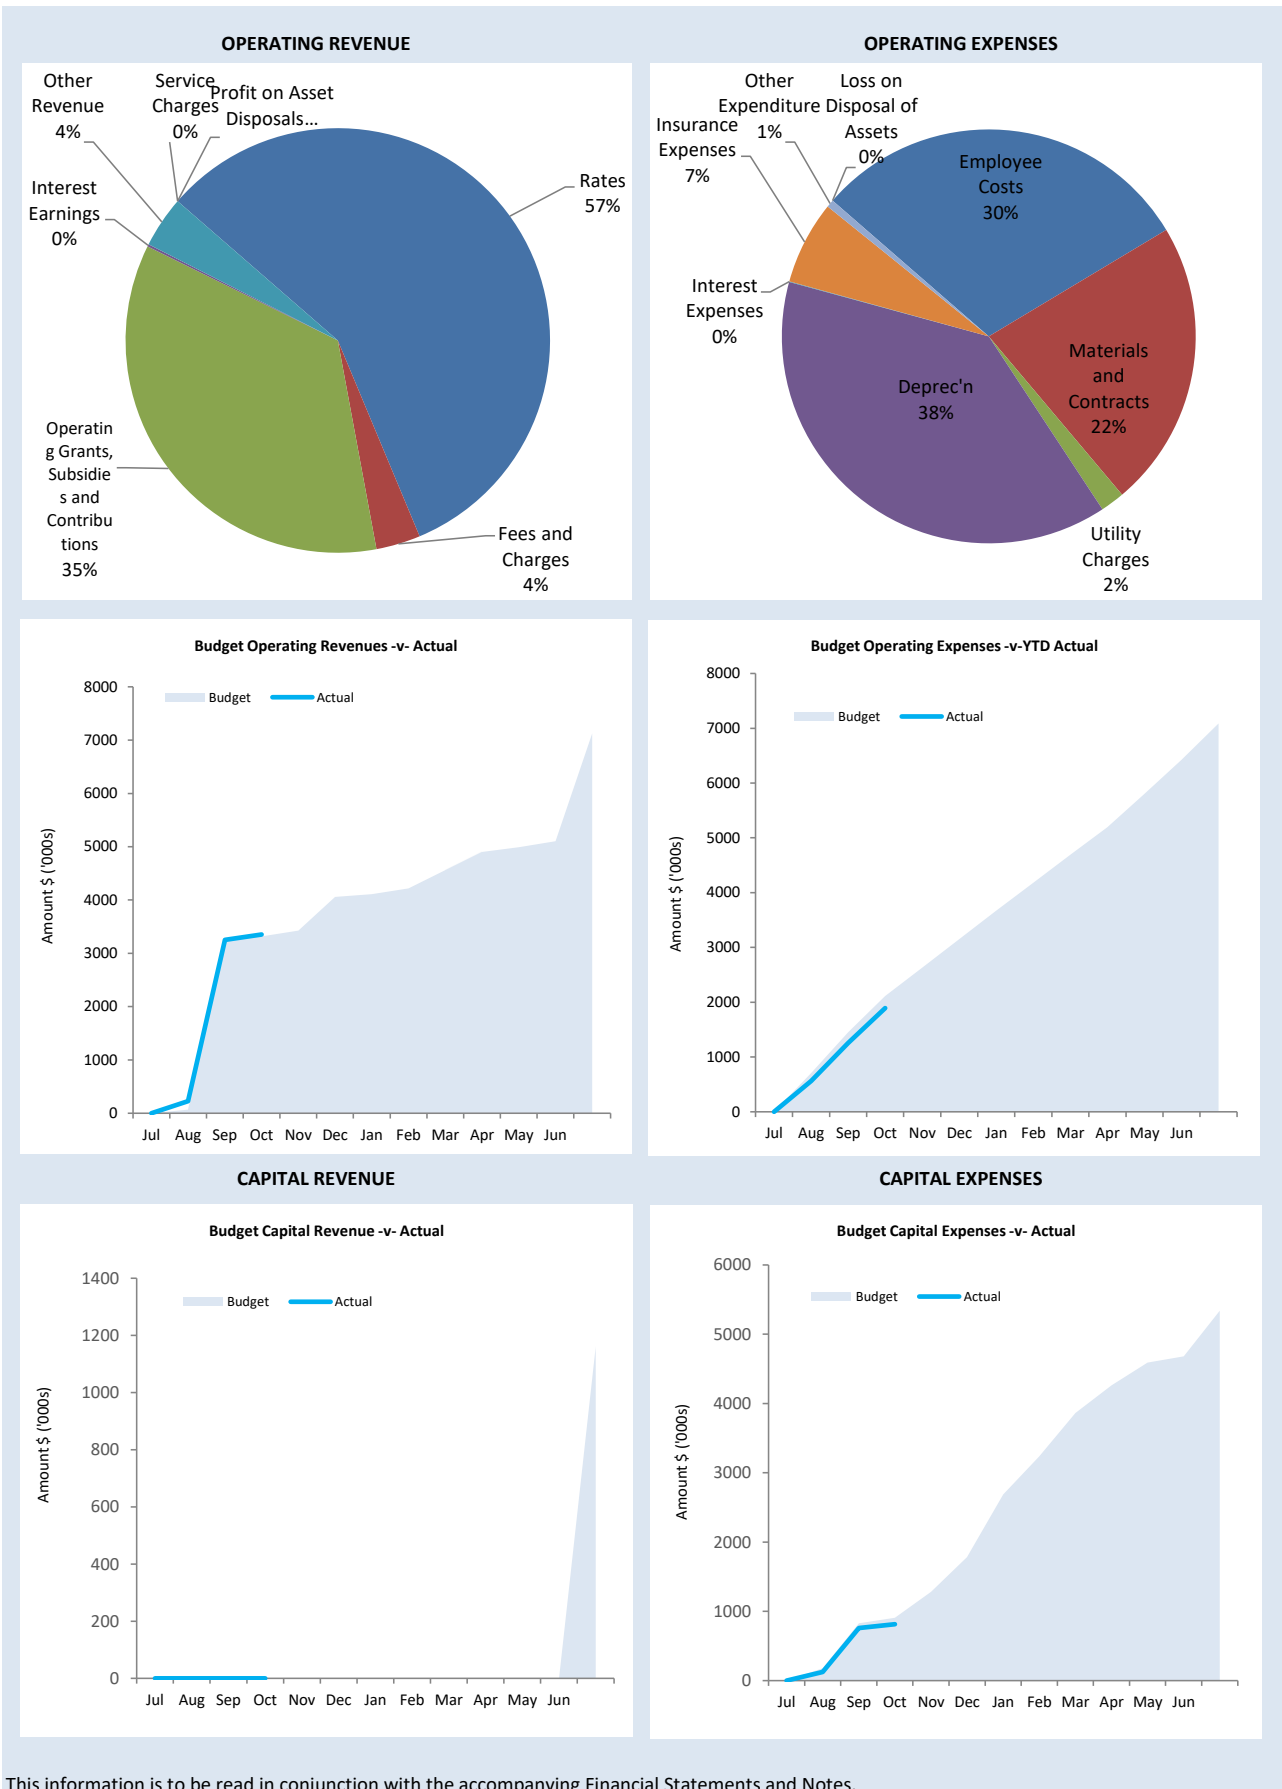 OPERATING REVENUE
Other
Revenue
4%
Service
Charges
0%
Profit on Asset
Disposals...
Rates
57%
Interest
Earnings
0%
Operatin
g Grants,
Subsidie
s and
Contribu
tions
35%
Fees and
Charges
4%
OPERATING EXPENSES
Other
Expenditure
1%
Loss on
Disposal of
Assets
0%
Insurance
Expenses
7%
Employee
Costs
30%
Interest
Expenses
0%
Materials
and
Contracts
22%
Deprec'n
38%
Utility
Charges
2%
Budget Operating Revenues -v- Actual
Budget Actual
Amount $ ('000s)
8000
7000
6000
5000
4000
3000
2000
1000
0
Jul Aug Sep Oct Nov Dec Jan Feb Mar Apr May Jun
Budget Operating Expenses -v-YTD Actual
Budget Actual
Amount $ ('000s)
8000
7000
6000
5000
4000
3000
2000
1000
0
Jul Aug Sep Oct Nov Dec Jan Feb Mar Apr May Jun
CAPITAL REVENUE
Budget Capital Revenue -v- Actual
Budget Actual
Amount $ ('000s)
1400
1200
1000
800
600
400
200
0
Jul Aug Sep Oct Nov Dec Jan Feb Mar Apr May Jun
CAPITAL EXPENSES
Budget Capital Expenses -v- Actual
Budget Actual
Amount $ ('000s)
6000
5000
4000
3000
2000
1000
0
Jul Aug Sep Oct Nov Dec Jan Feb Mar Apr May Jun
This information is to be read in conjunction with the accompanying Financial Statements and Notes.